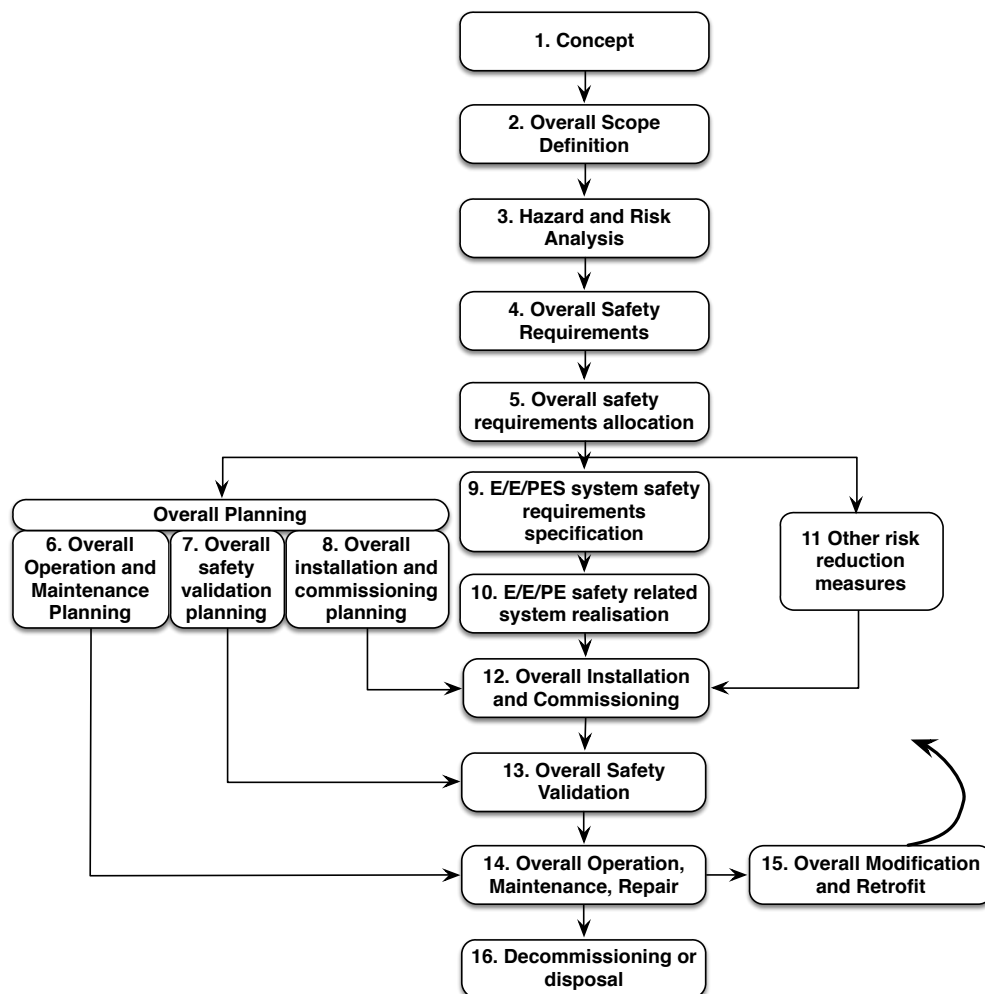 1. Concept
2. Overall Scope
Definition
3. Hazard and Risk
Analysis
4. Overall Safety
Requirements
5. Overall safety
requirements allocation
Overall Planning
6. Overall
Operation and
Maintenance
Planning
7. Overall
safety
validation
planning
8. Overall
installation and
commissioning
planning
9. E/E/PES system safety
requirements
specification
10. E/E/PE safety related
system realisation
11 Other risk
reduction
measures
12. Overall Installation
and Commissioning
13. Overall Safety
Validation
14. Overall Operation,
Maintenance, Repair
15. Overall Modification
and Retrofit
16. Decommissioning or
disposal